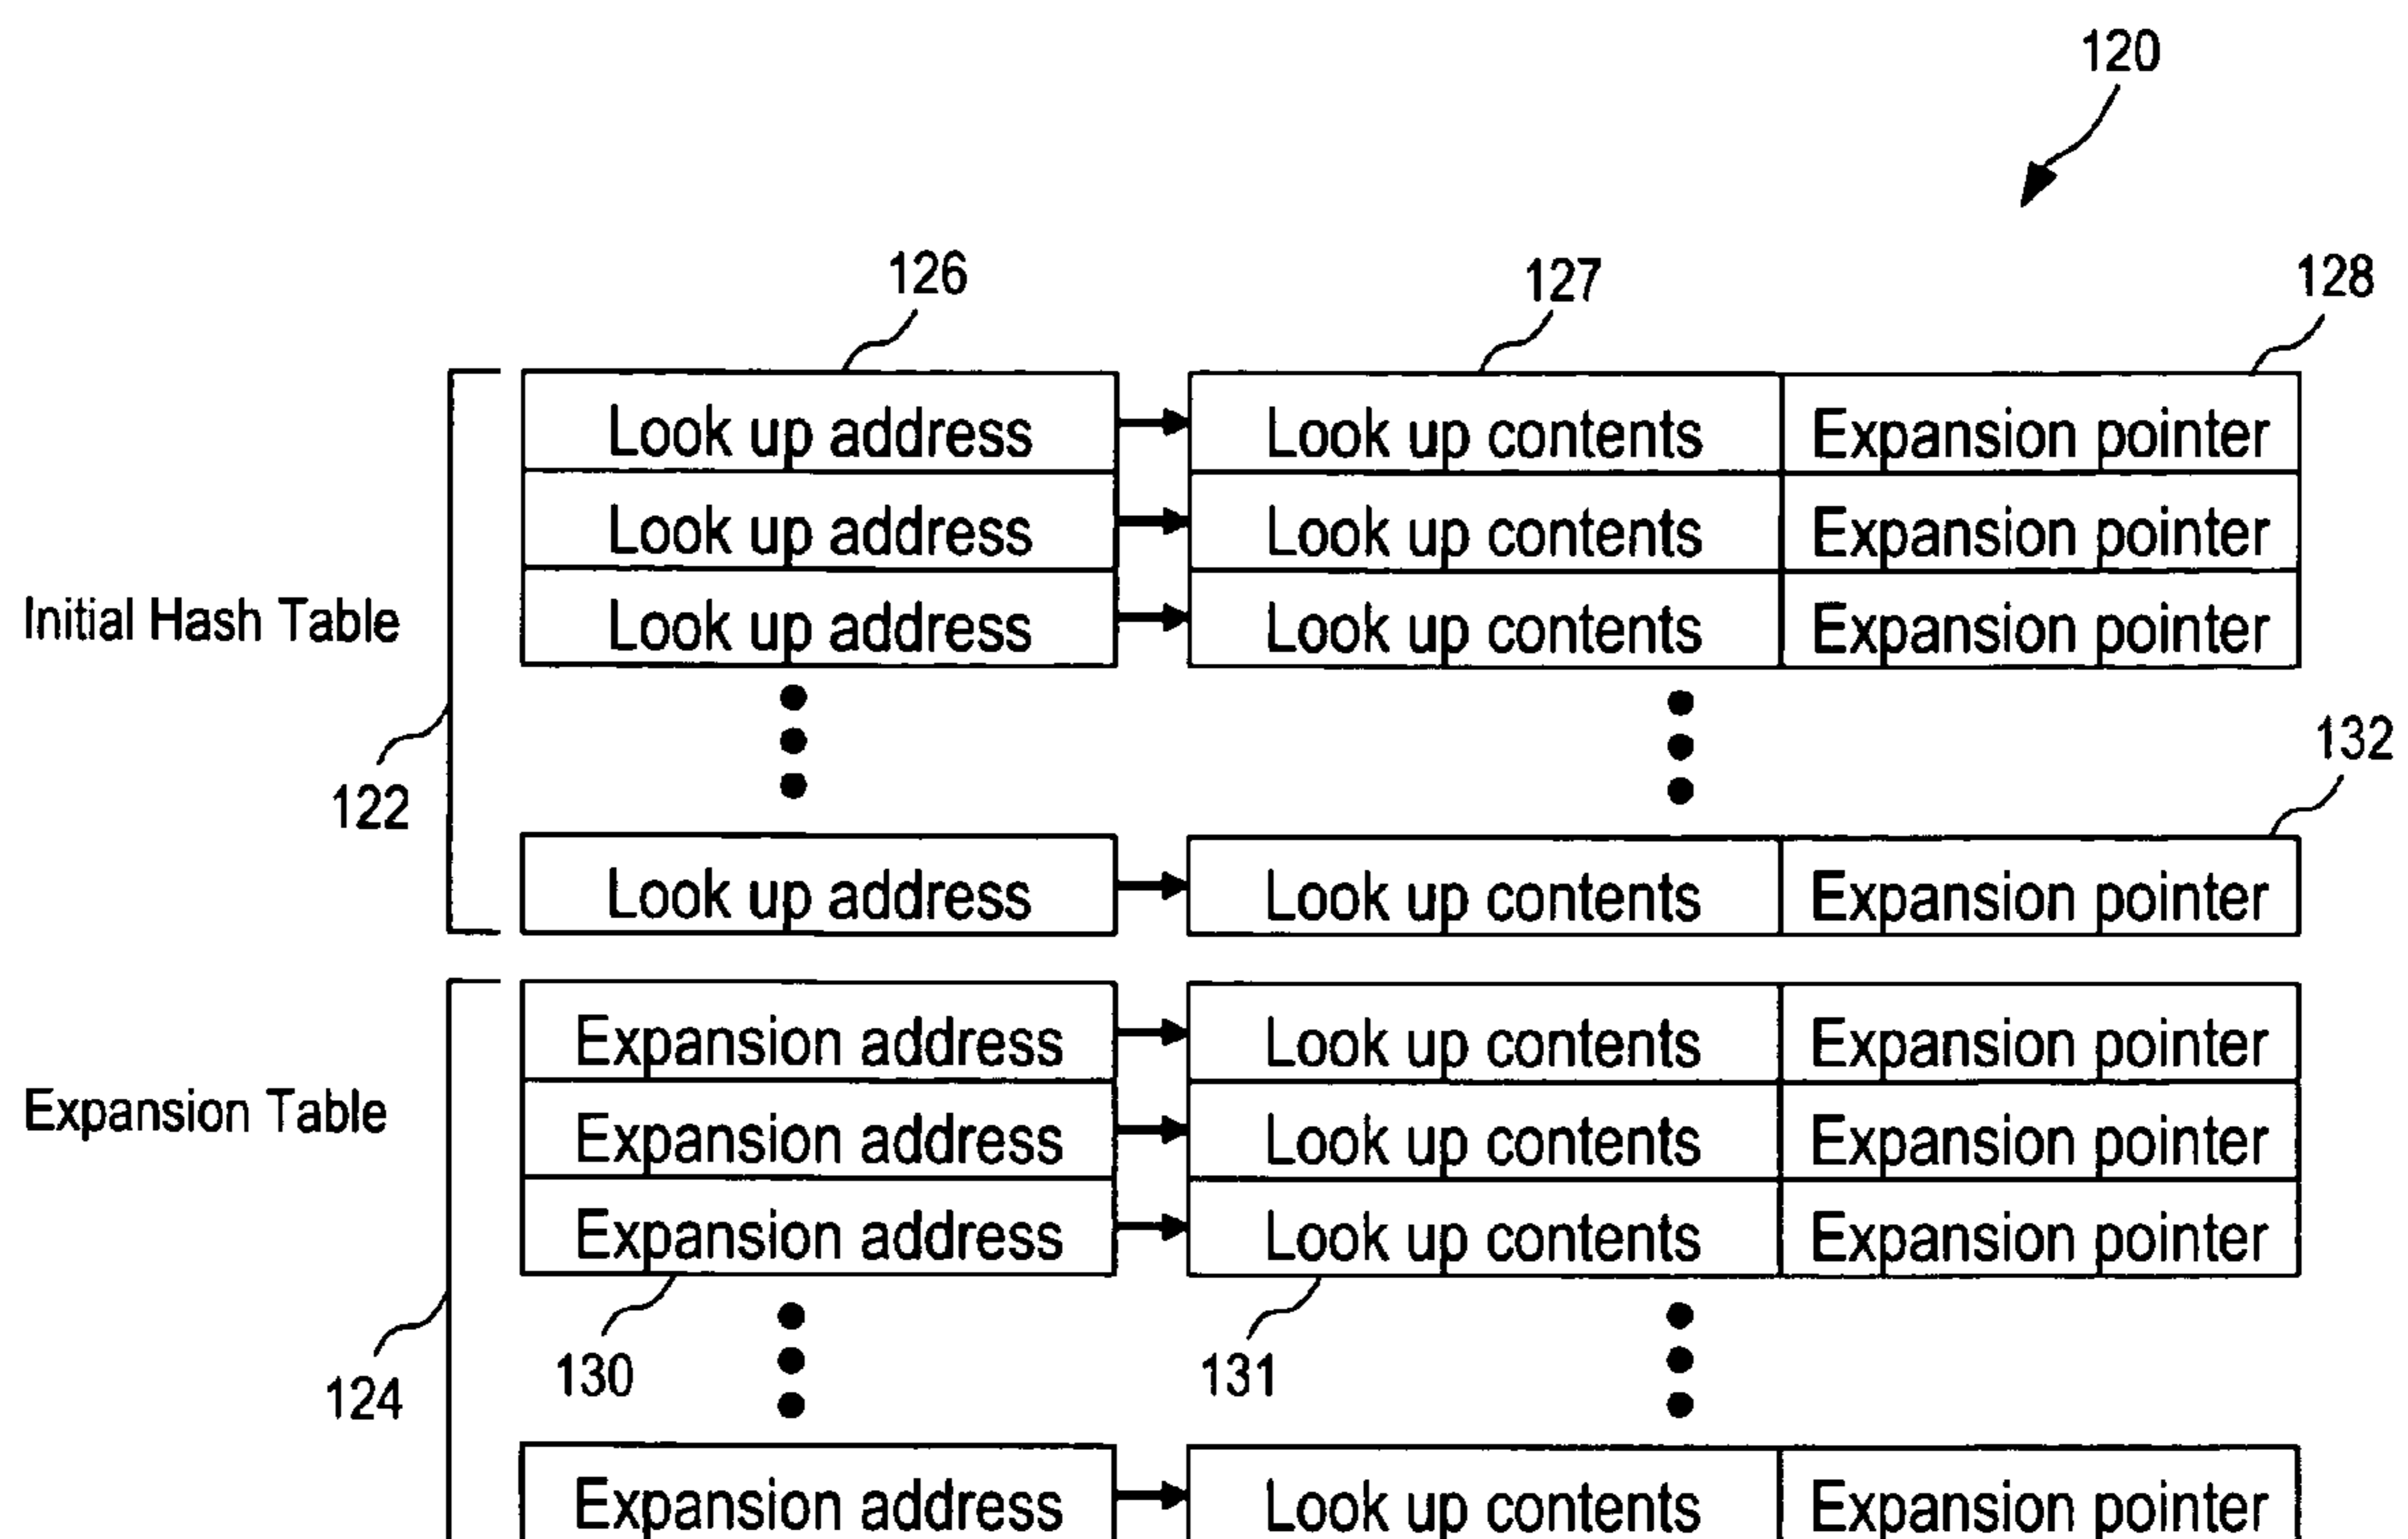 120
126
127
128
Look up address Look up contents Expansion pointer
Look up address Look up contents Expansion pointer
Initial Hash Table
Look up address Look up contents Expansion pointer
132
122
Look up address Look up contents Expansion pointer
Expansion address Look up contents Expansion pointer
Expansion Table
Expansion address Look up contents Expansion pointer
Expansion address Look up contents Expansion pointer
130
131
124
Expansion address Look up contents Expansion pointer